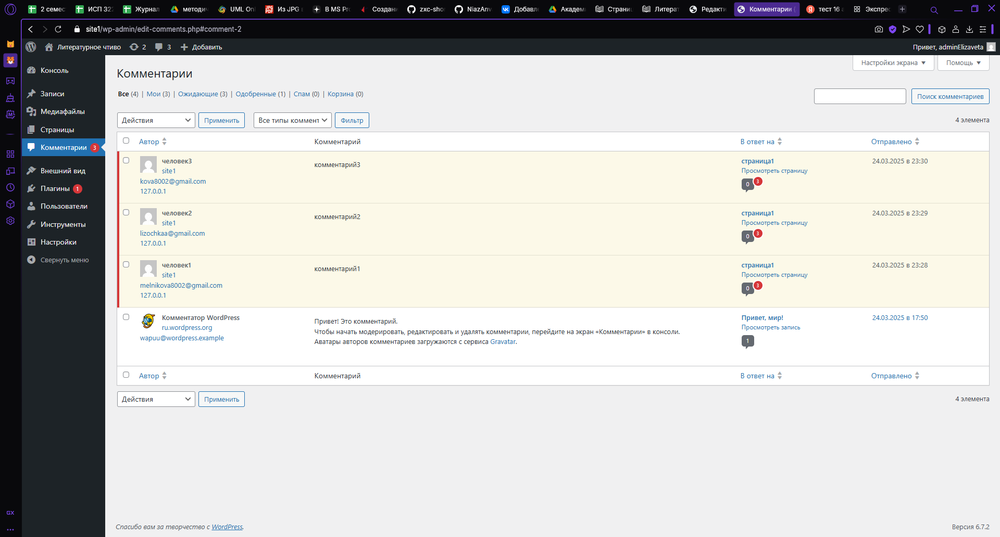 2 семес
ИСП 322
Журнал
методич
UML Onl
Из JPG в
В MS Pro
Создани
zxc-shor
NiazAnv
Добавл
Академи
Страниц
Литерат
Редакти
Комментарии (
тест 16
Экспрес
site1/wp-admin/edit-comments.php#comment-2
Литературное чтиво
2
3
Добавить
Привет, adminElizaveta
Консоль
Записи
Медиафайлы
Страницы
Комментарии 3
Внешний вид
Плагины 1
Пользователи
Инструменты
Настройки
Свернуть меню
GX
Настройки экрана
Помощь
Комментарии
Все (4) | Мои (3) | Ожидающие (3) | Одобренные (1) | Спам (0) | Корзина (0)
Поиск комментариев
Действия
Применить
Все типы коммент
Фильтр
4 элемента
Автор
Комментарий
В ответ на
Отправлено
человек3
site1
kova8002@gmail.com
127.0.0.1
комментарий3
страница1
Просмотреть страницу
0 3
24.03.2025 в 23:30
человек2
site1
lizochkaa@gmail.com
127.0.0.1
комментарий2
страница1
Просмотреть страницу
0 3
24.03.2025 в 23:29
человек1
site1
melnikova8002@gmail.com
127.0.0.1
комментарий1
страница1
Просмотреть страницу
0 3
24.03.2025 в 23:28
Комментатор WordPress
ru.wordpress.org
wapuu@wordpress.example
Привет! Это комментарий.
Чтобы начать модерировать, редактировать и удалять комментарии, перейдите на экран «Комментарии» в консоли.
Аватары авторов комментариев загружаются с сервиса Gravatar.
Привет, мир!
Просмотреть запись
1
24.03.2025 в 17:50
Автор
Комментарий
В ответ на
Отправлено
Действия
Применить
4 элемента
Спасибо вам за творчество с WordPress.
Версия 6.7.2